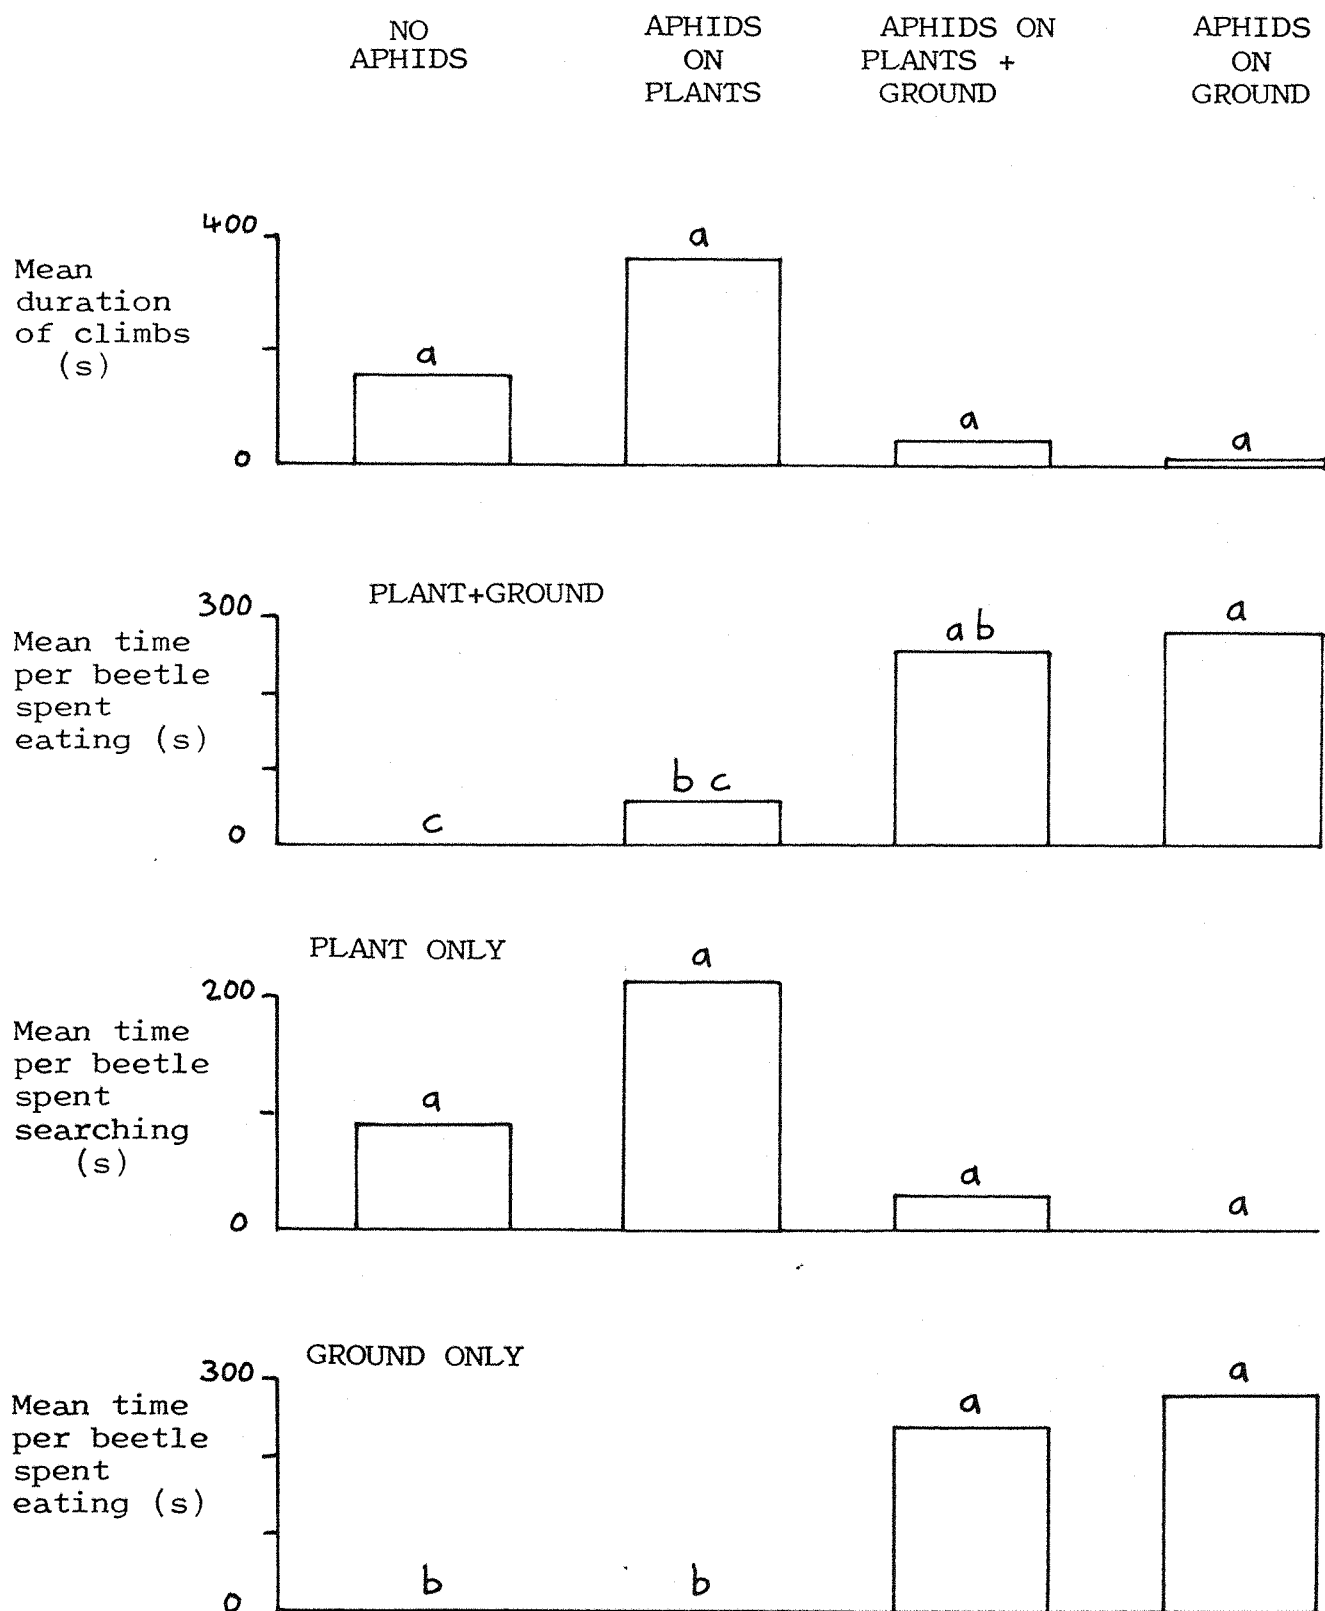 NO
APHIDS
APHIDS
ON
PLANTS
APHIDS ON
PLANTS +
GROUND
APHIDS
ON
GROUND
Mean
duration
of climbs
(s)
400
0
a
a
a
a
PLANT+GROUND
Mean time
per beetle
spent
eating (s)
300
0
c
b c
a b
a
PLANT ONLY
Mean time
per beetle
spent
searching
(s)
200
0
a
a
a
a
GROUND ONLY
Mean time
per beetle
spent
eating (s)
300
0
b
b
a
a